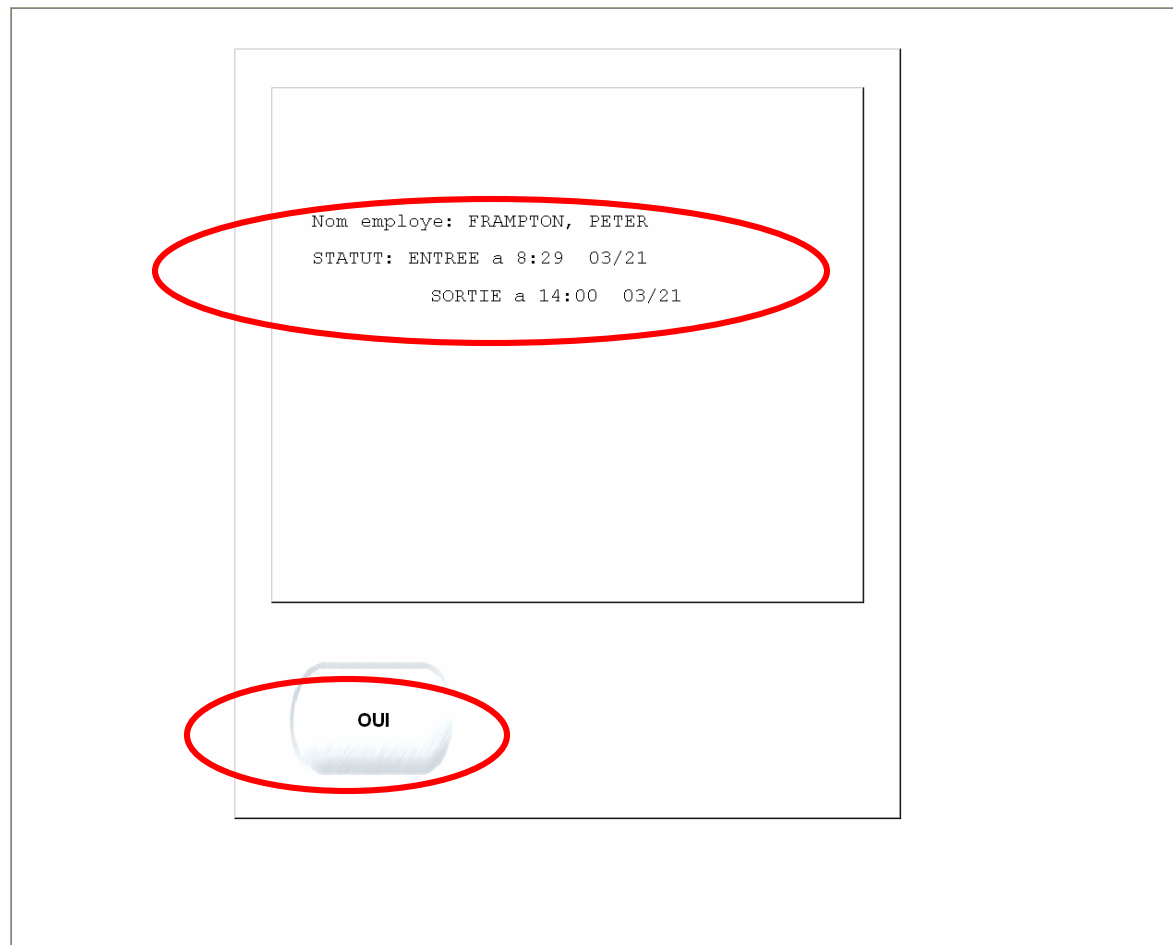 Nom employe: FRAMPTON, PETER
STATUT: ENTREE a 8:29 03/21
SORTIE a 14:00 03/21
OUI